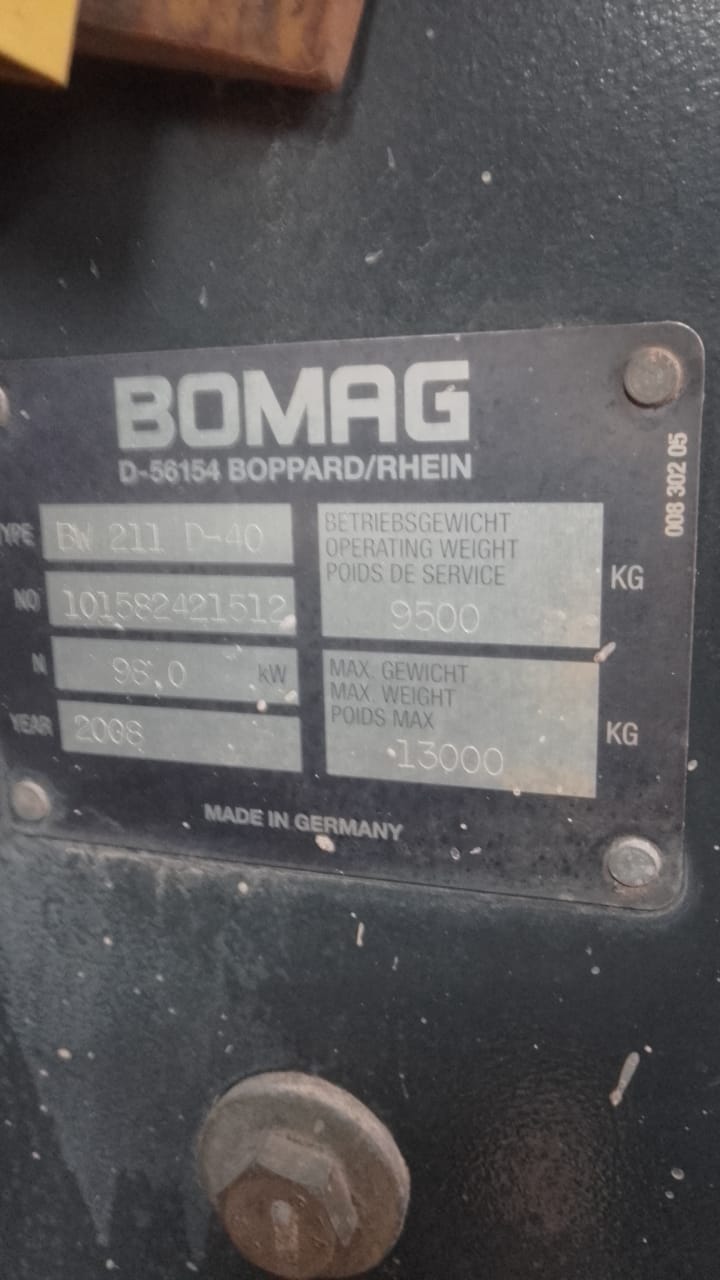 BOMAG
D-56154 BOPPARD/RHEIN
TYPE BW 211 D-40
NO 101582421512
N 98.0 kW
YEAR 2008
BETRIEBSGEWICHT
OPERATING WEIGHT
POIDS DE SERVICE
9500 KG
MAX. GEWICHT
MAX. WEIGHT
POIDS MAX
13000 KG
MADE IN GERMANY
008 302 05